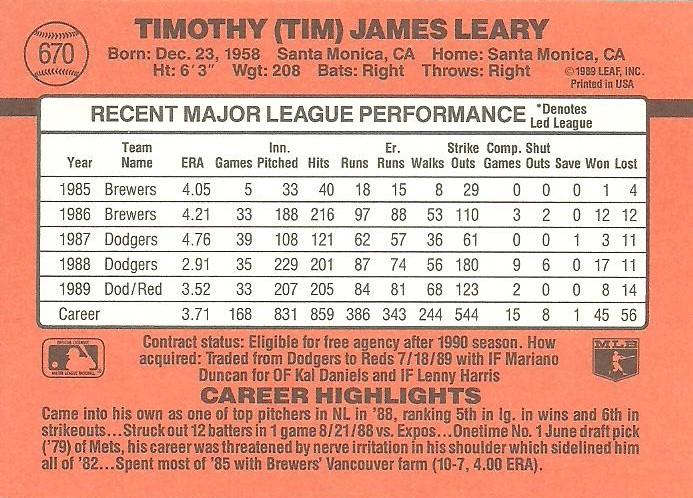 670
TIMOTHY (TIM) JAMES LEARY
Born: Dec. 23, 1958 Santa Monica, CA Home: Santa Monica, CA
Ht: 6'3" Wgt: 208 Bats: Right Throws: Right ©1989 LEAF, INC.
Printed in USA
RECENT MAJOR LEAGUE PERFORMANCE *Denotes
Led League
Team Inn. Er. Strike Comp. Shut
Year Name ERA Games Pitched Hits Runs Runs Walks Outs Games Outs Save Won Lost
1985 Brewers 4.05 5 33 40 18 15 8 29 0 0 0 1 4
1986 Brewers 4.21 33 188 216 97 88 53 110 3 2 0 12 12
1987 Dodgers 4.76 39 108 121 62 57 36 61 0 0 1 3 11
1988 Dodgers 2.91 35 229 201 87 74 56 180 9 6 0 17 11
1989 Dod/Red 3.52 33 207 205 84 81 68 123 2 0 0 8 14
Career 3.71 168 831 859 386 343 244 544 15 8 1 45 56
Contract status: Eligible for free agency after 1990 season. How
acquired: Traded from Dodgers to Reds 7/18/89 with IF Mariano
Duncan for OF Kal Daniels and IF Lenny Harris
MLB
MAJOR LEAGUE BASEBALL
CAREER HIGHLIGHTS
Came into his own as one of top pitchers in NL in '88, ranking 5th in lg. in wins and 6th in
strikeouts...Struck out 12 batters in 1 game 8/21/88 vs. Expos...Onetime No. 1 June draft pick
('79) of Mets, his career was threatened by nerve irritation in his shoulder which sidelined him
all of '82...Spent most of '85 with Brewers' Vancouver farm (10-7, 4.00 ERA).